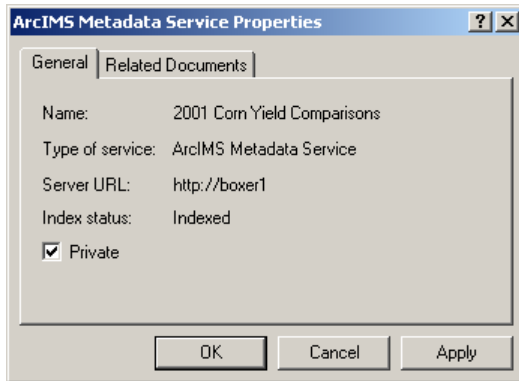 ArcIMS Metadata Service Properties
General Related Documents
Name: 2001 Corn Yield Comparisons
Type of service: ArcIMS Metadata Service
Server URL: http://boxer1
Index status: Indexed
Private
OK Cancel Apply